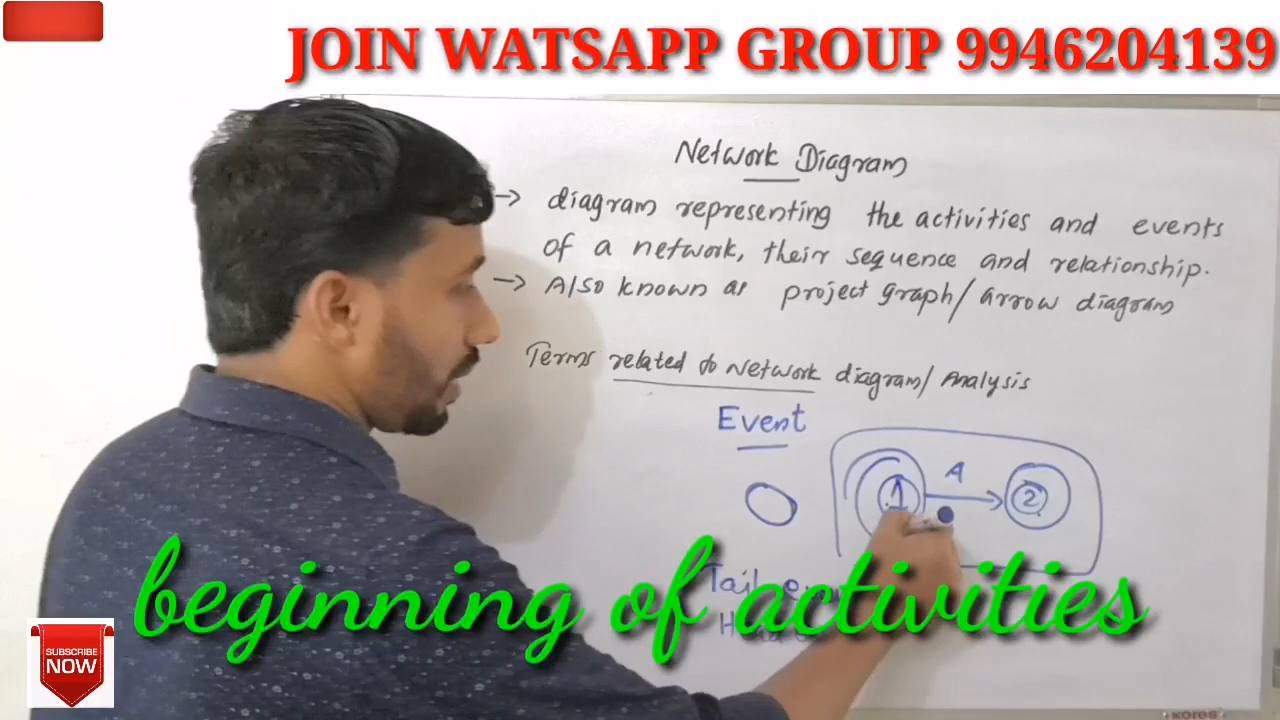 JOIN WATSAPP GROUP 9946204139
Network Diagram
→ diagram representing the activities and events
of a network, their sequence and relationship.
→ Also known as project graph/ arrow diagram
Terms related to Network diagram/ Analysis
Event
A
1 2
Tail
beginning of activities
SUBSCRIBE
NOW
KORES